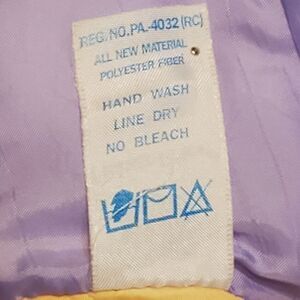 REG. NO. PA.-4032 (RC)
ALL NEW MATERIAL
POLYESTER FIBER
HAND WASH
LINE DRY
NO BLEACH